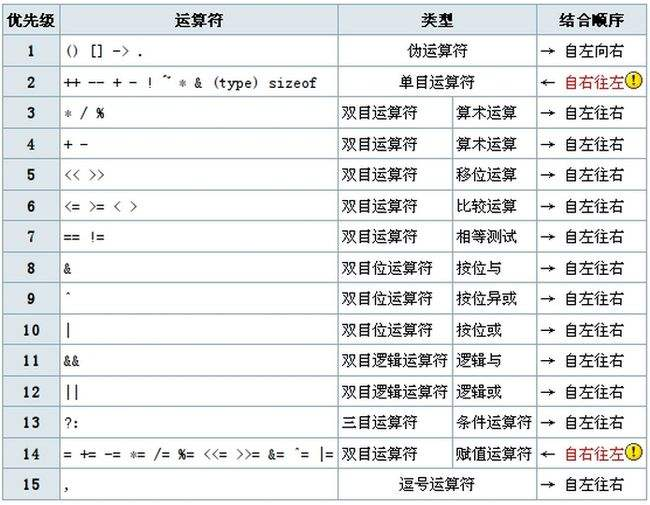 优先级 运算符 类型 结合顺序
1 () [] -> . 伪运算符 → 自左向右
2 ++ -- + - ! ~ * & (type) sizeof 单目运算符 ← 自右往左!
3 * / % 双目运算符 算术运算 → 自左往右
4 + - 双目运算符 算术运算 → 自左往右
5 << >> 双目运算符 移位运算 → 自左往右
6 <= >= < > 双目运算符 比较运算 → 自左往右
7 == != 双目运算符 相等测试 → 自左往右
8 & 双目位运算符 按位与 → 自左往右
9 ^ 双目位运算符 按位异或 → 自左往右
10 | 双目位运算符 按位或 → 自左往右
11 && 双目逻辑运算符 逻辑与 → 自左往右
12 || 双目逻辑运算符 逻辑或 → 自左往右
13 ?: 三目运算符 条件运算符 → 自左往右
14 = += -= *= /= %= <<= >>= &= ^= |= 双目运算符 赋值运算符 ← 自右往左!
15 , 逗号运算符 → 自左往右